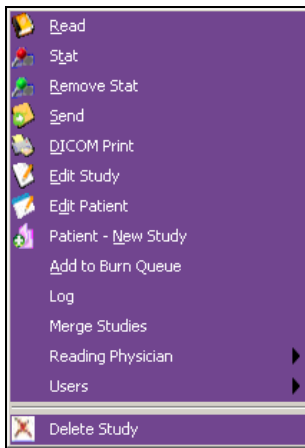 Read
Stat
Remove Stat
Send
DICOM Print
Edit Study
Edit Patient
Patient - New Study
Add to Burn Queue
Log
Merge Studies
Reading Physician
Users
Delete Study